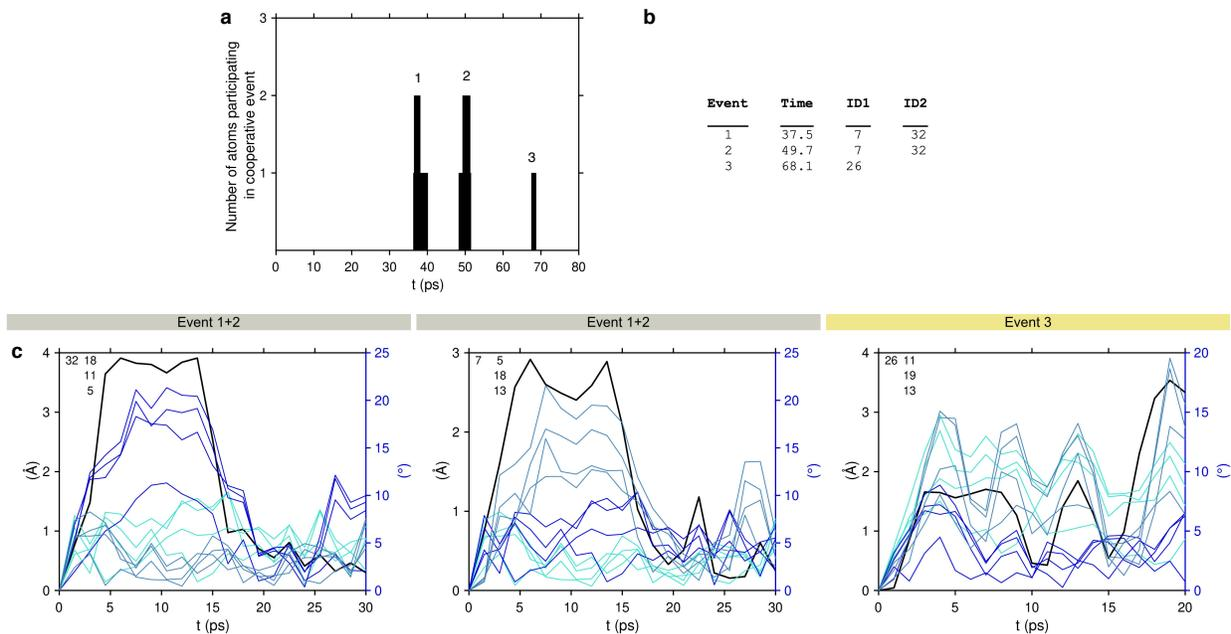 a
b
Number of atoms participating
in cooperative event
3
2
1
1
2
3
0 10 20 30 40 50 60 70 80
t (ps)
Event Time ID1 ID2
1 37.5 7 32
2 49.7 7 32
3 68.1 26
Event 1+2
Event 1+2
Event 3
c
32 18
11
5
(Å)
4
3
2
1
0
25
20
15
10
5
0
(°)
0 5 10 15 20 25 30
t (ps)
7 5
18
13
(Å)
3
2
1
0
25
20
15
10
5
0
(°)
0 5 10 15 20 25 30
t (ps)
26 11
19
13
(Å)
4
3
2
1
0
20
15
10
5
0
(°)
0 5 10 15 20
t (ps)